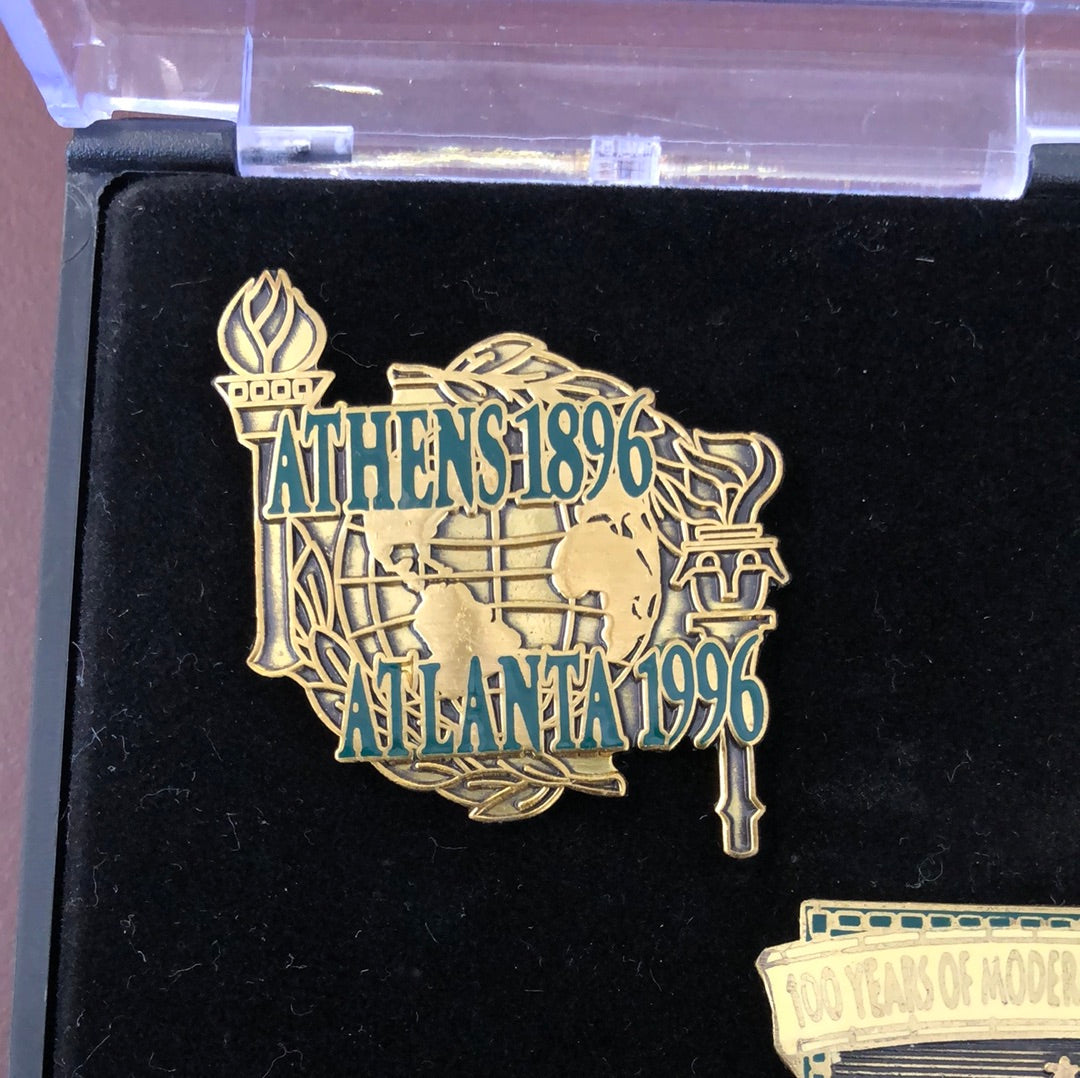 ATHENS 1896
ATLANTA 1996
100 YEARS OF MODER